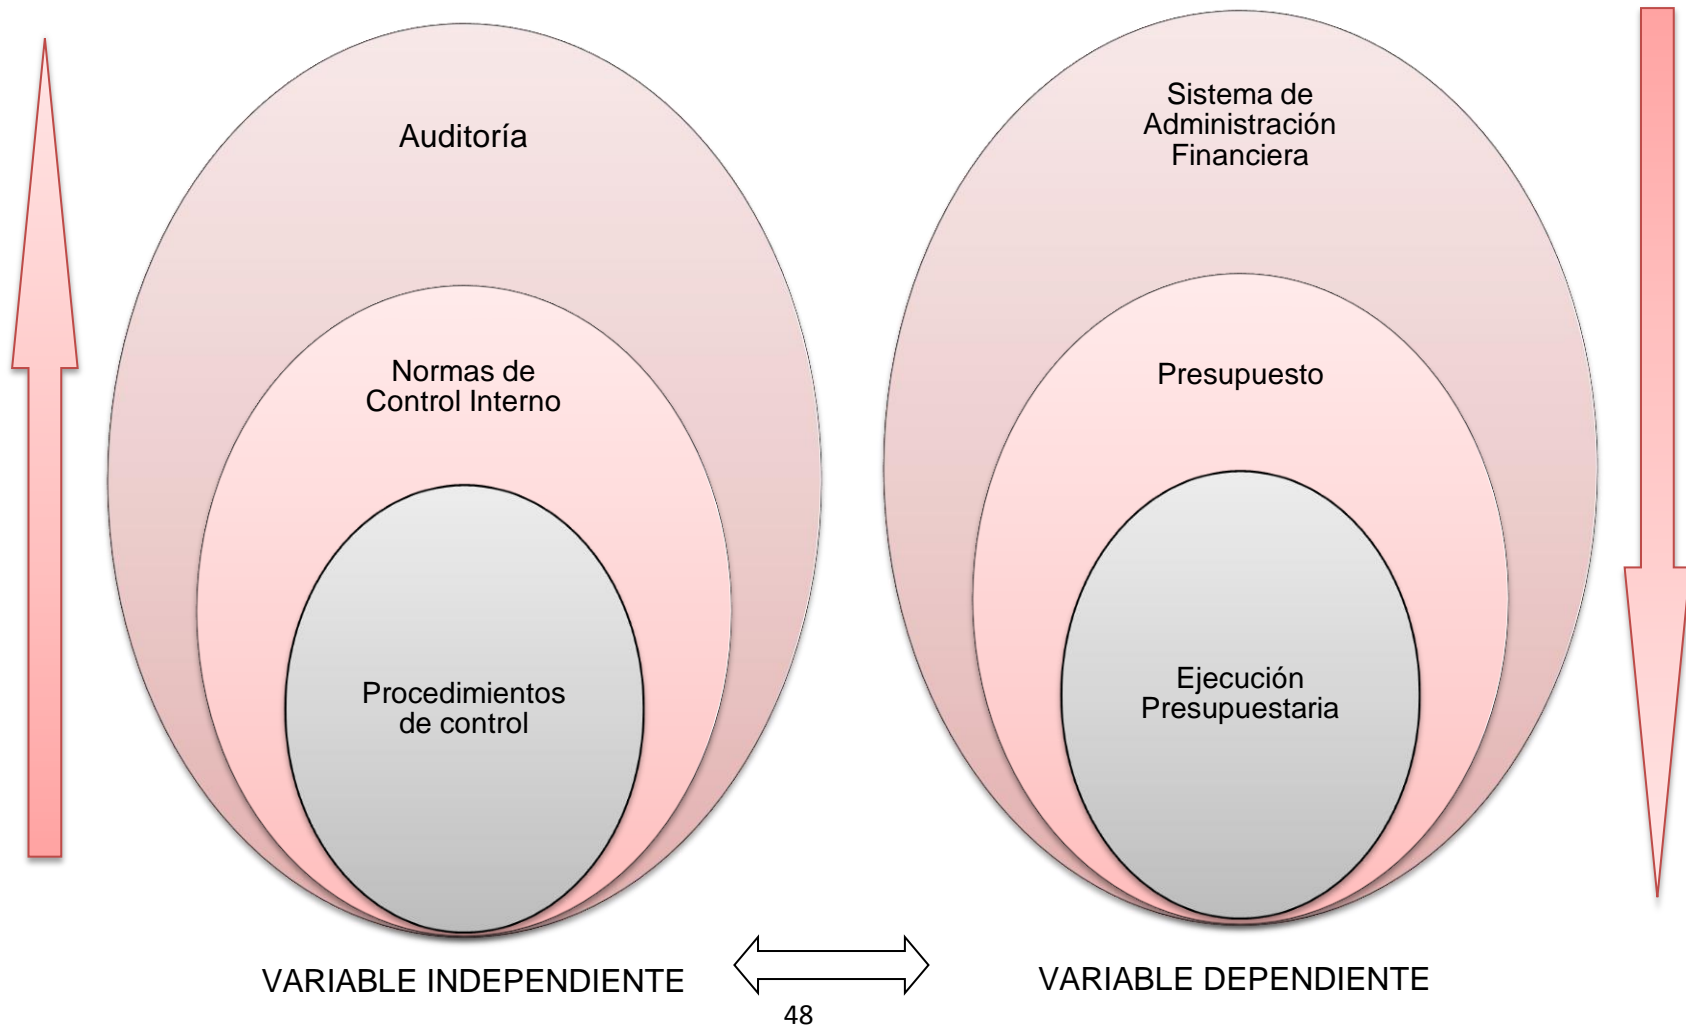 Auditoría
Normas de
Control Interno
Procedimientos
de control
Sistema de
Administración
Financiera
Presupuesto
Ejecución
Presupuestaria
VARIABLE INDEPENDIENTE
VARIABLE DEPENDIENTE
48